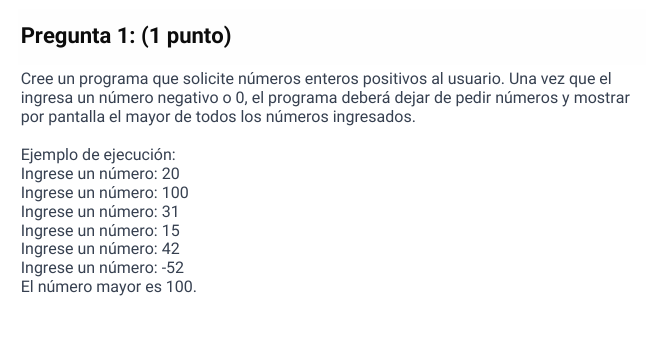 Pregunta 1: (1 punto)
Cree un programa que solicite números enteros positivos al usuario. Una vez que el
ingresa un número negativo o 0, el programa deberá dejar de pedir números y mostrar
por pantalla el mayor de todos los números ingresados.
Ejemplo de ejecución:
Ingrese un número: 20
Ingrese un número: 100
Ingrese un número: 31
Ingrese un número: 15
Ingrese un número: 42
Ingrese un número: -52
El número mayor es 100.